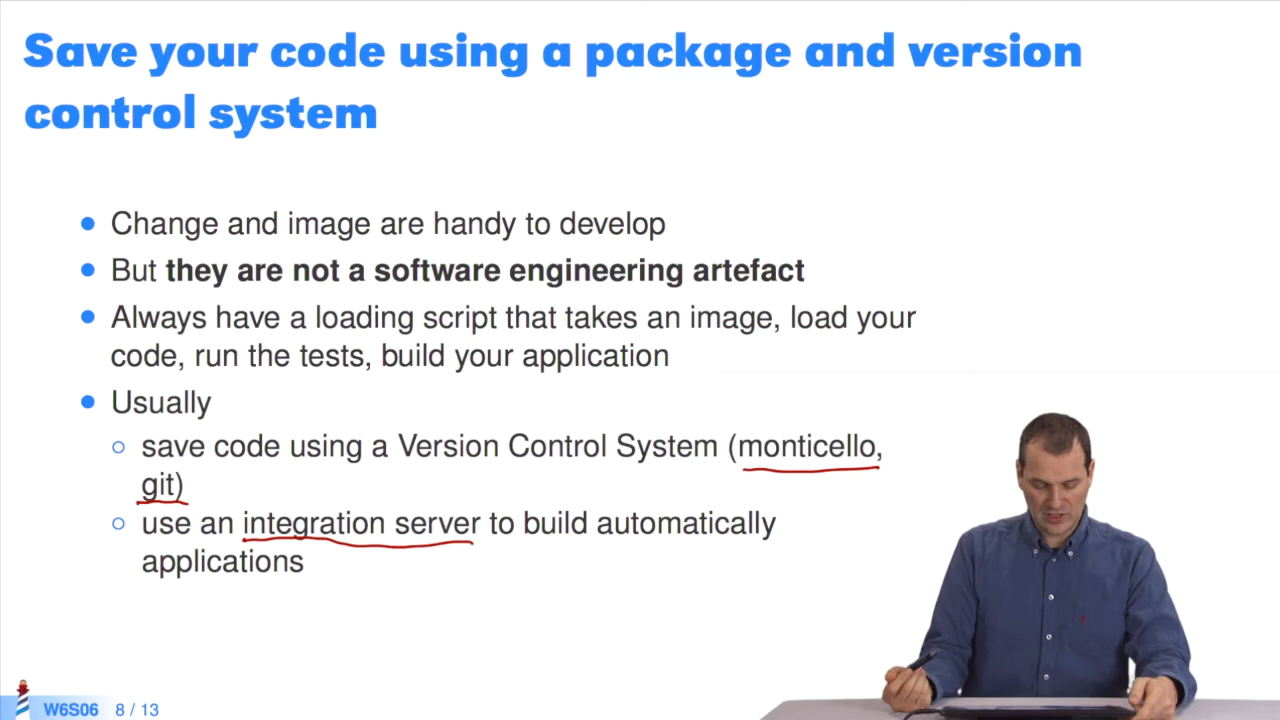 Save your code using a package and version
control system
Change and image are handy to develop
But they are not a software engineering artefact
Always have a loading script that takes an image, load your
code, run the tests, build your application
Usually
save code using a Version Control System (monticello,
git)
use an integration server to build automatically
applications
W6S06 8 / 13